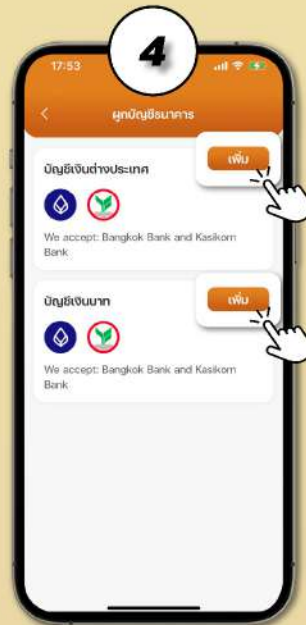 4
17:53
ผูกบัญชีธนาคาร
บัญชีเงินต่างประเทศ
เพิ่ม
We accept: Bangkok Bank and Kasikorn
Bank
บัญชีเงินบาท
เพิ่ม
We accept: Bangkok Bank and Kasikorn
Bank